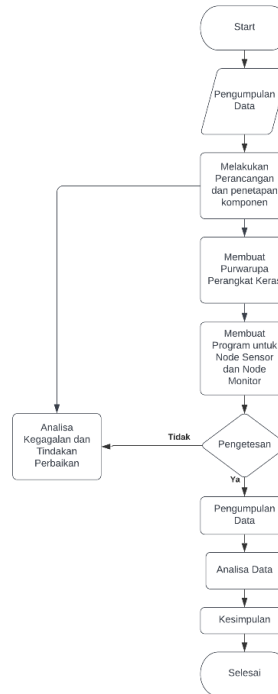 Start
Pengumpulan
Data
Melakukan
Perancangan
dan penetapan
komponen
Membuat
Purwarupa
Perangkat Keras
Membuat
Program untuk
Node Sensor
dan Node
Monitor
Analisa
Kegagalan dan
Tindakan
Perbaikan
Tidak
Pengetesan
Ya
Pengumpulan
Data
Analisa Data
Kesimpulan
Selesai